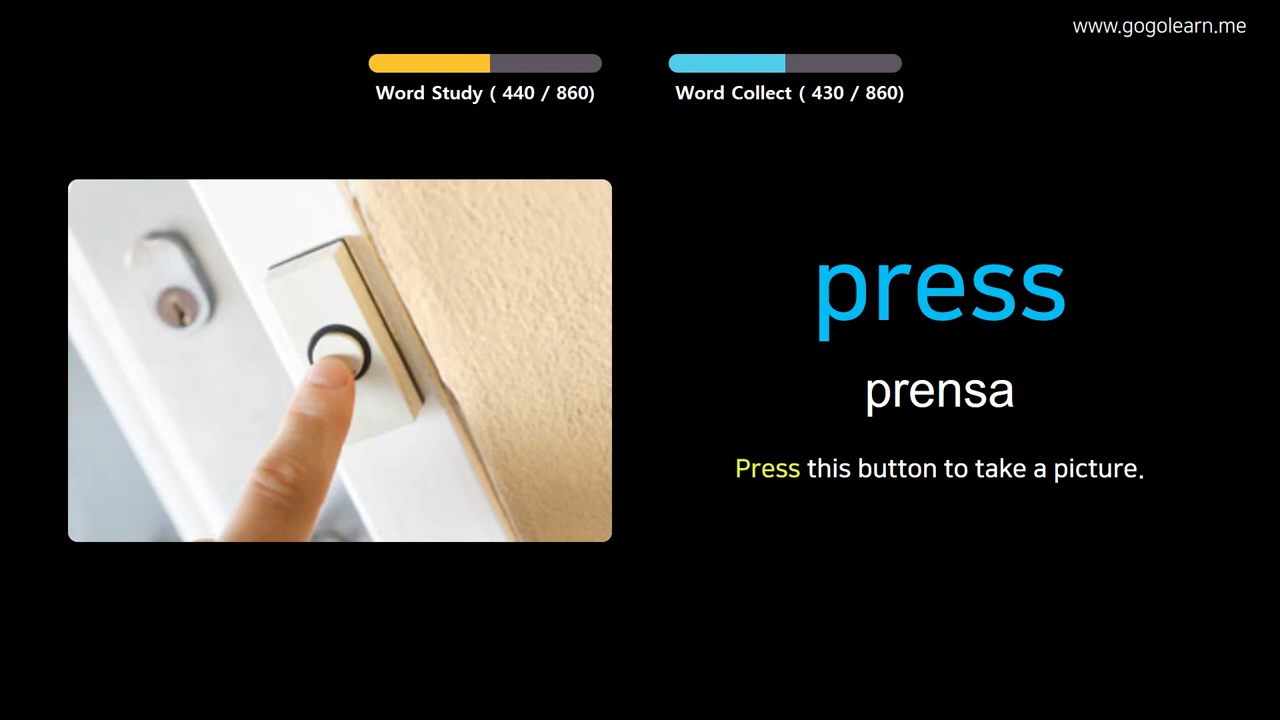 www.gogolearn.me
Word Study ( 440 / 860)
Word Collect ( 430 / 860)
press
prensa
Press this button to take a picture.